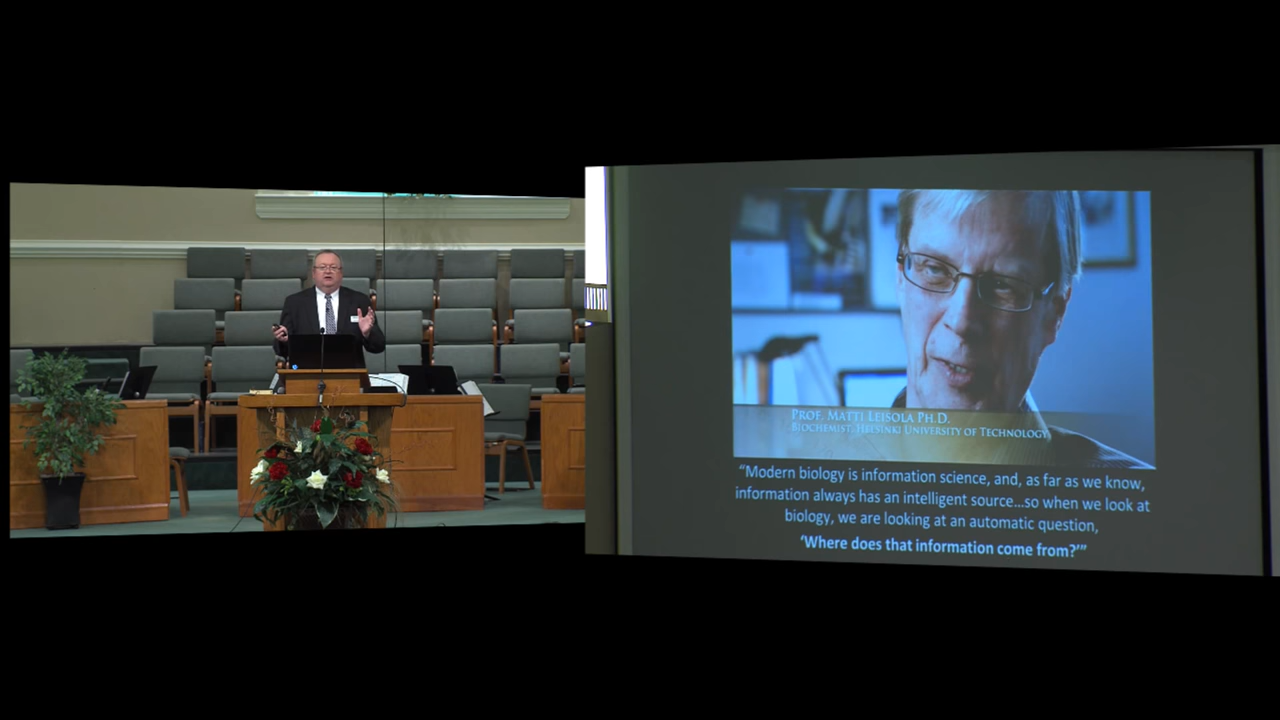 PROF. MATTI LEISOLA PH.D.
BIOCHEMIST: HELSINKI UNIVERSITY OF TECHNOLOGY
“Modern biology is information science, and, as far as we know,
information always has an intelligent source...so when we look at
biology, we are looking at an automatic question,
‘Where does that information come from?’”